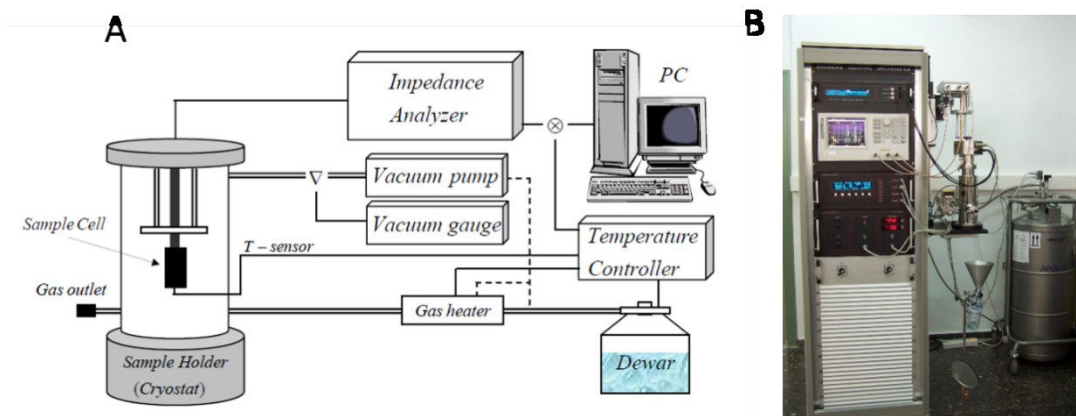 A
Impedance
Analyzer
PC
Vacuum pump
Vacuum gauge
Sample Cell
T – sensor
Temperature
Controller
Gas outlet
Gas heater
Sample Holder
(Cryostat)
Dewar
B